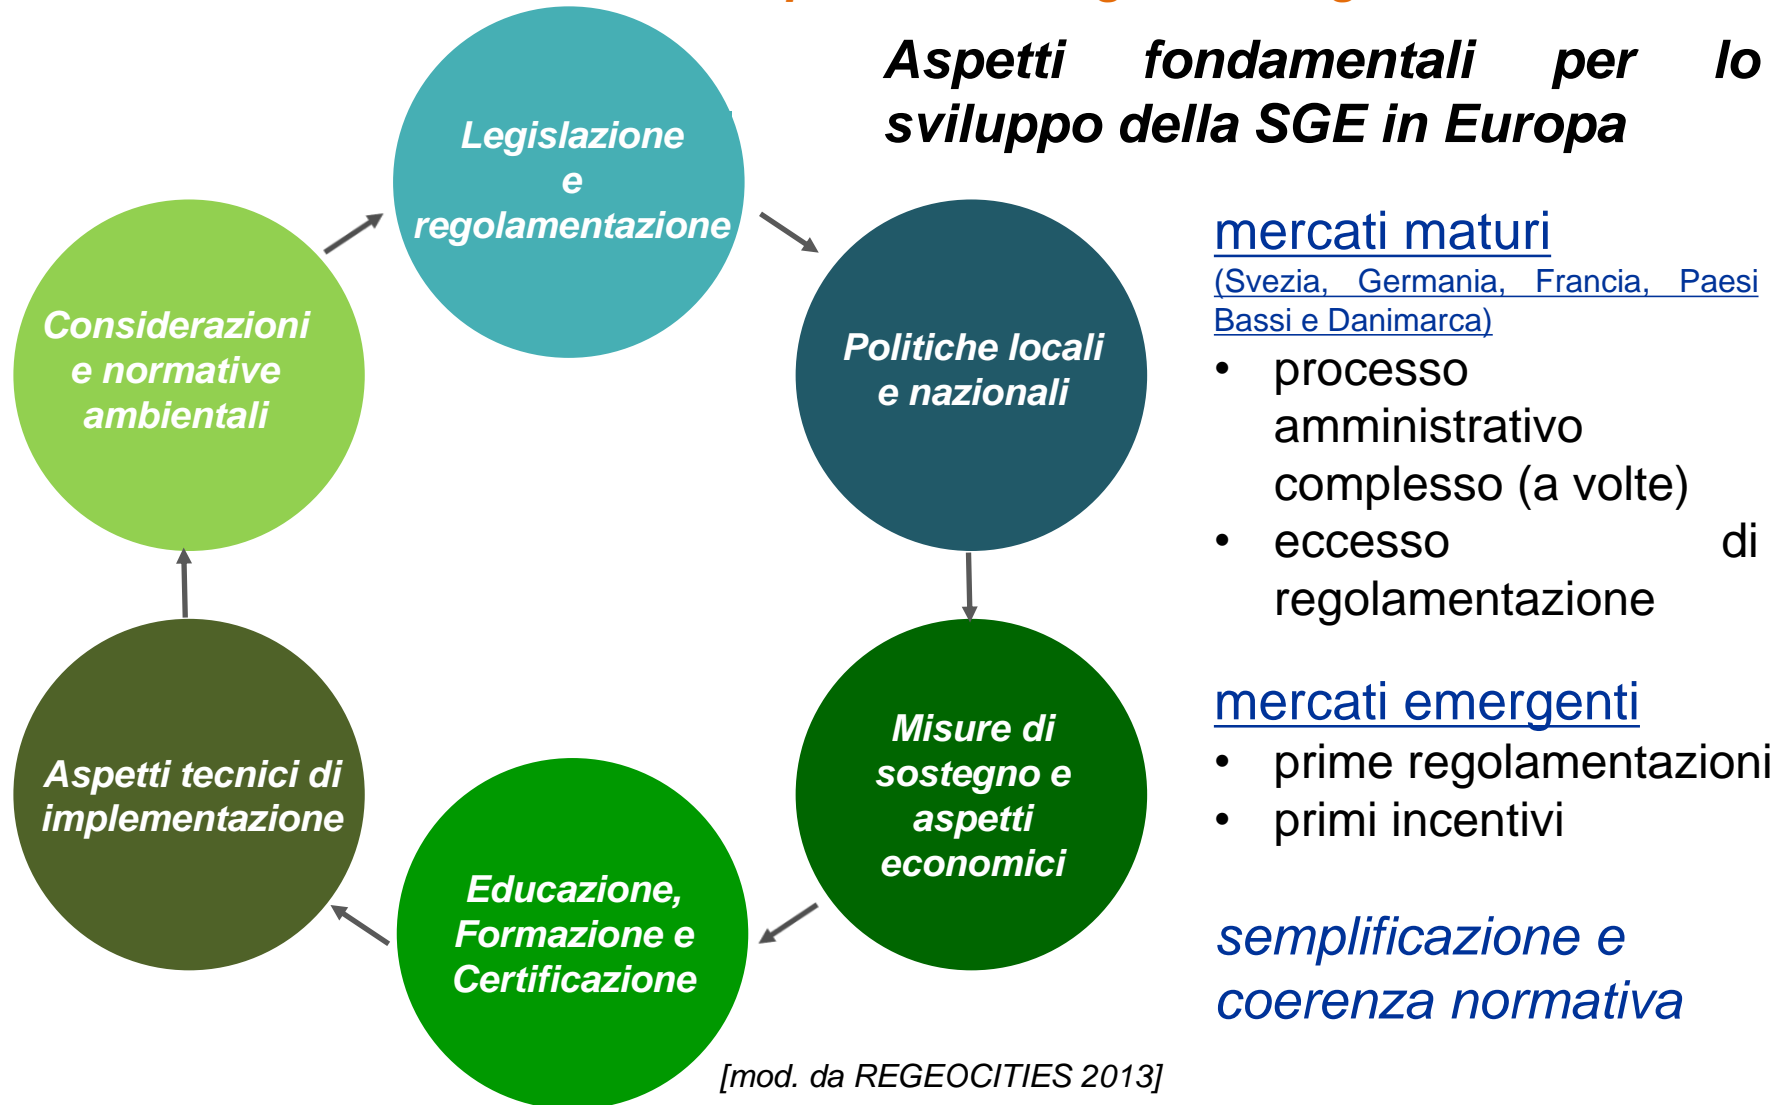 Aspetti fondamentali per lo
sviluppo della SGE in Europa
Legislazione
e
regolamentazione
Politiche locali
e nazionali
Misure di
sostegno e
aspetti
economici
Educazione,
Formazione e
Certificazione
Aspetti tecnici di
implementazione
Considerazioni
e normative
ambientali
mercati maturi
(Svezia, Germania, Francia, Paesi
Bassi e Danimarca)
• processo
amministrativo
complesso (a volte)
• eccesso di
regolamentazione
mercati emergenti
• prime regolamentazioni
• primi incentivi
semplificazione e
coerenza normativa
[mod. da REGEOCITIES 2013]